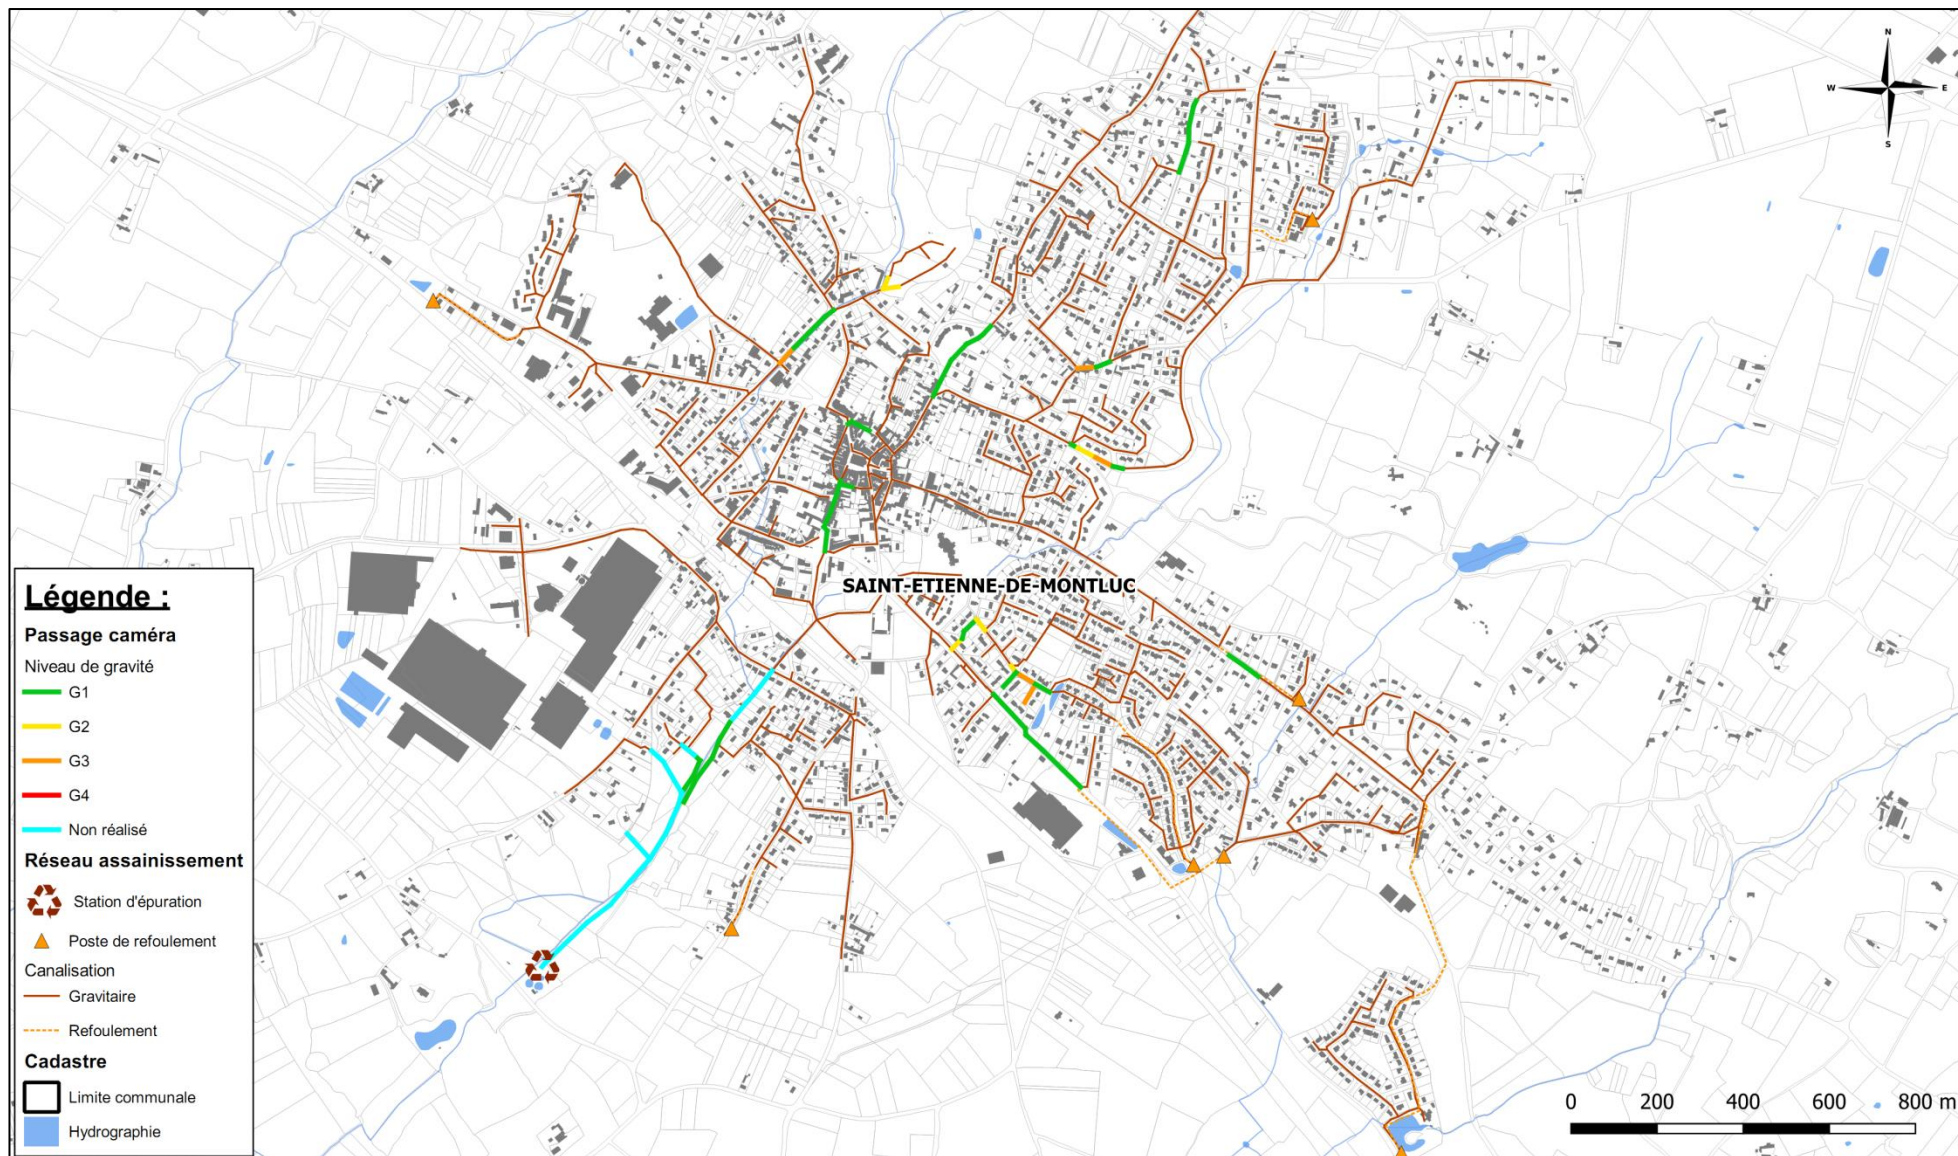 N
W
E
S
SAINT-ETIENNE-DE-MONTLUC
Légende :
Passage caméra
Niveau de gravité
G1
G2
G3
G4
Non réalisé
Réseau assainissement
Station d'épuration
Poste de refoulement
Canalisation
Gravitaire
Refoulement
Cadastre
Limite communale
Hydrographie
0 200 400 600 800 m